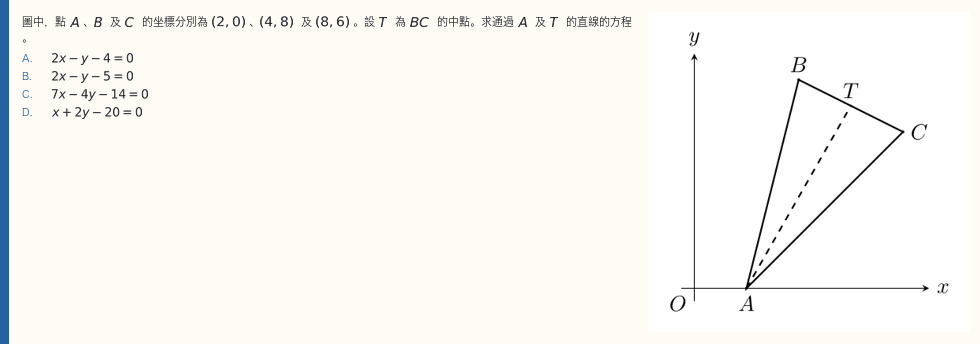 圖中，點 A、B 及 C 的坐標分別為 (2, 0)、(4, 8) 及 (8, 6)。設 T 為 BC 的中點。求通過 A 及 T 的直線的方程
。
A. 2x − y − 4 = 0
B. 2x − y − 5 = 0
C. 7x − 4y − 14 = 0
D. x + 2y − 20 = 0
y
B
T
C
x
O
A